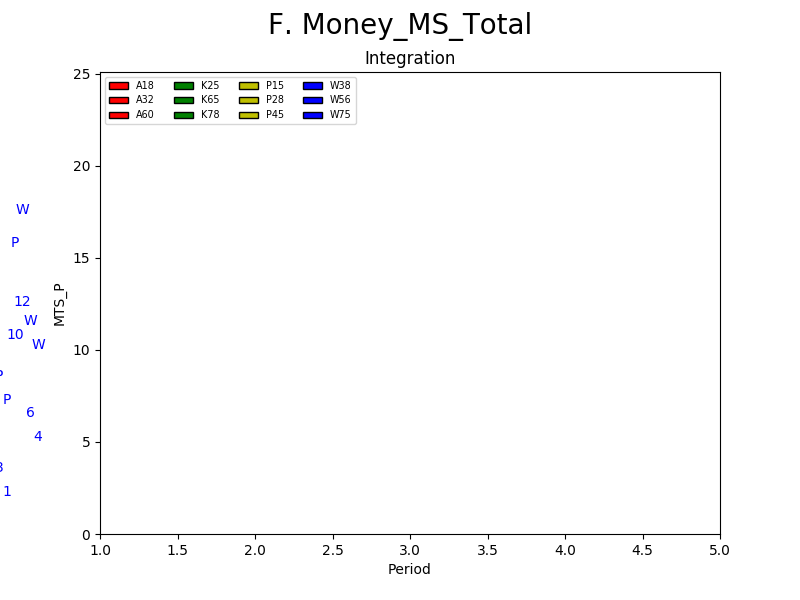 F. Money_MS_Total
Integration
A18 K25 P15 W38
A32 K65 P28 W56
A60 K78 P45 W75
25
20
15
10
5
0
MTS_P
W
P
12
W
10
W
P
6
4
1
1.0 1.5 2.0 2.5 3.0 3.5 4.0 4.5 5.0
Period